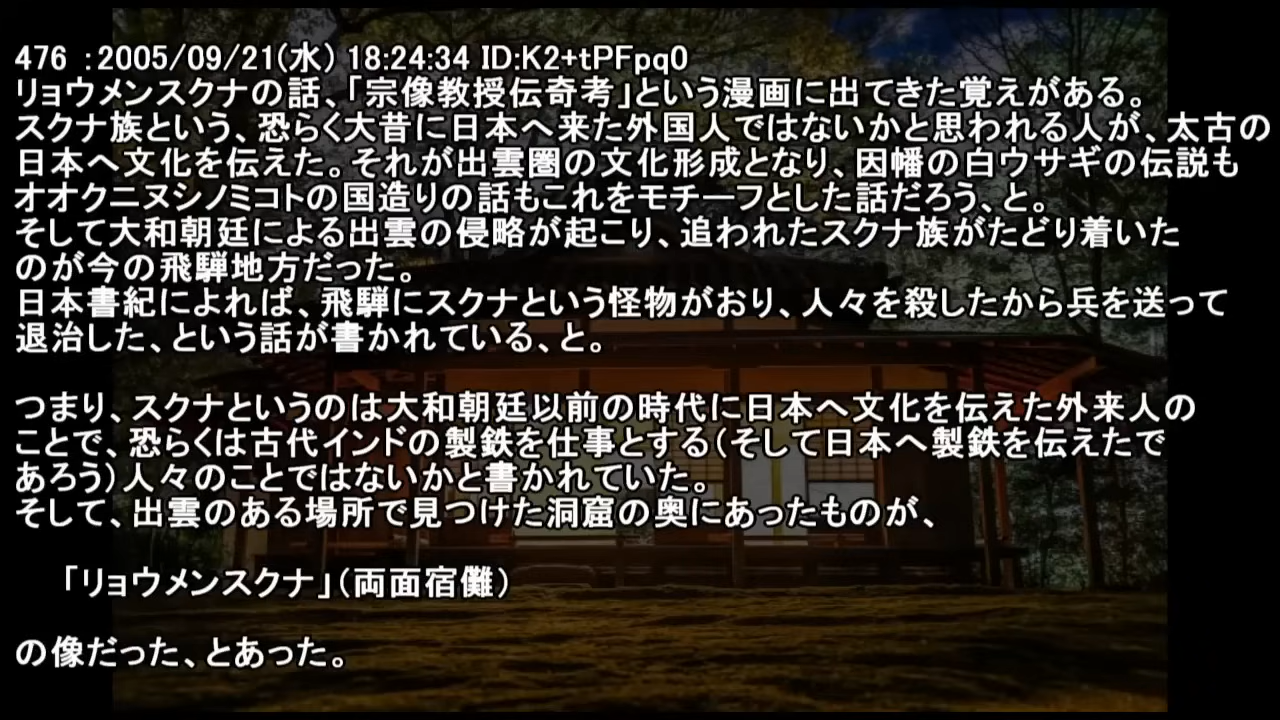 476 ：2005/09/21(水) 18:24:34 ID:K2+tPFpq0
リョウメンスクナの話、「宗像教授伝奇考」という漫画に出てきた覚えがある。
スクナ族という、恐らく大昔に日本へ来た外国人ではないかと思われる人が、太古の
日本へ文化を伝えた。それが出雲圏の文化形成となり、因幡の白ウサギの伝説も
オオクニヌシノミコトの国造りの話もこれをモチーフとした話だろう、と。
そして大和朝廷による出雲の侵略が起こり、追われたスクナ族がたどり着いた
のが今の飛騨地方だった。
日本書紀によれば、飛騨にスクナという怪物がおり、人々を殺したから兵を送って
退治した、という話が書かれている、と。
つまり、スクナというのは大和朝廷以前の時代に日本へ文化を伝えた外来人の
ことで、恐らくは古代インドの製鉄を仕事とする（そして日本へ製鉄を伝えたで
あろう）人々のことではないかと書かれていた。
そして、出雲のある場所で見つけた洞窟の奥にあったものが、
「リョウメンスクナ」（両面宿儺）
の像だった、とあった。